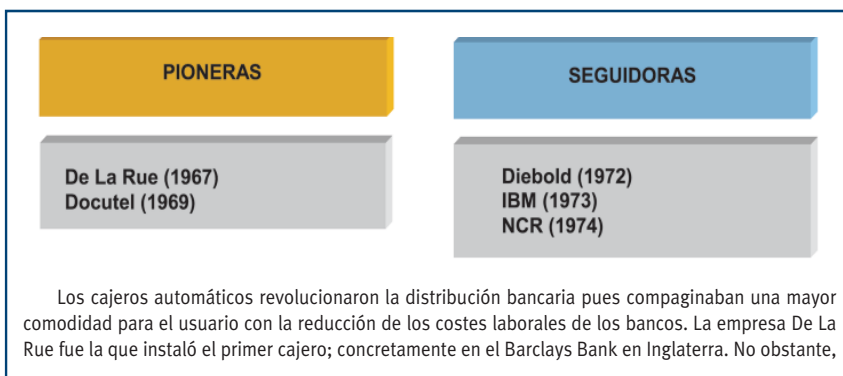 PIONERAS
De La Rue (1967)
Docutel (1969)
SEGUIDORAS
Diebold (1972)
IBM (1973)
NCR (1974)
Los cajeros automáticos revolucionaron la distribución bancaria pues compaginaban una mayor
comodidad para el usuario con la reducción de los costes laborales de los bancos. La empresa De La
Rue fue la que instaló el primer cajero; concretamente en el Barclays Bank en Inglaterra. No obstante,